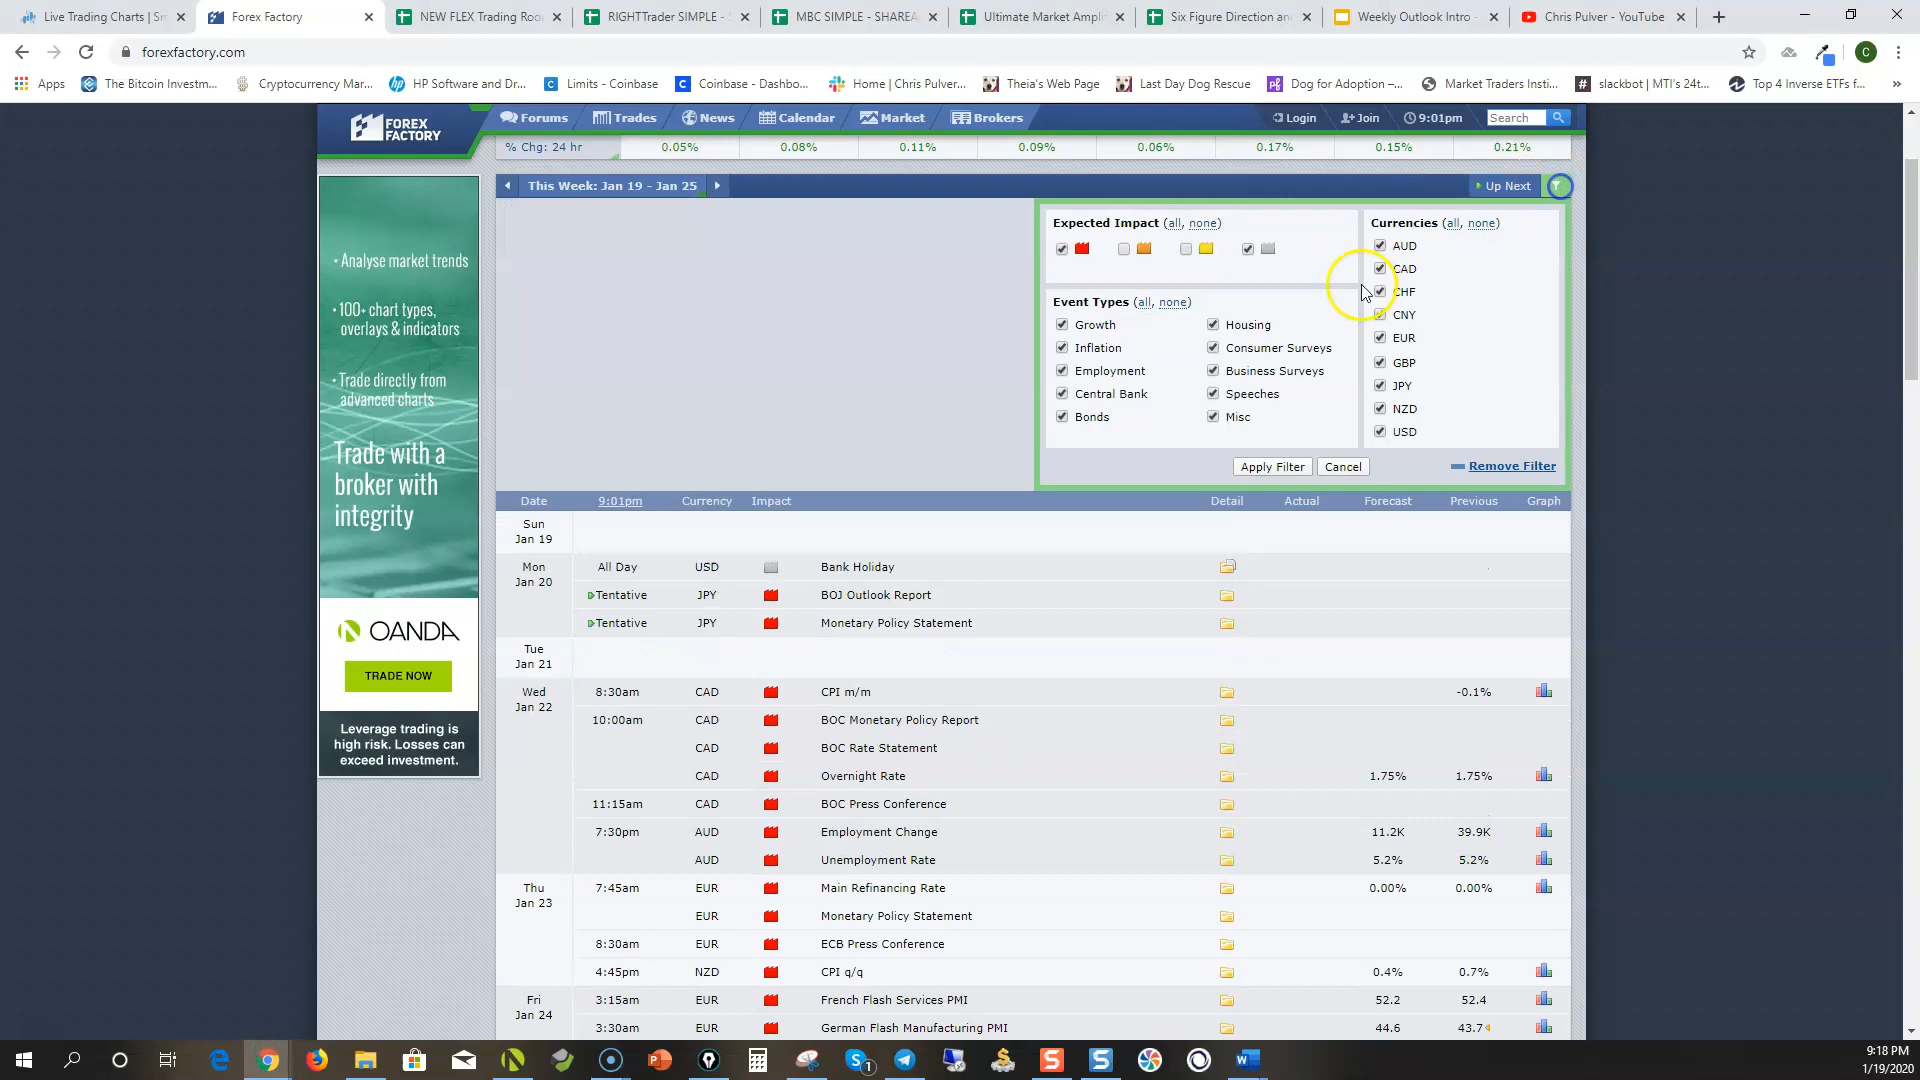 Live Trading Charts | Sm
Forex Factory
NEW FLEX Trading Roo
RIGHTTrader SIMPLE -
MBC SIMPLE - SHAREA
Ultimate Market Amplif
Six Figure Direction an
Weekly Outlook Intro -
Chris Pulver - YouTube
forexfactory.com
C
Apps
The Bitcoin Investm...
Cryptocurrency Mar...
HP Software and Dr...
Limits - Coinbase
Coinbase - Dashbo...
Home | Chris Pulver...
Theia's Web Page
Last Day Dog Rescue
Dog for Adoption –...
Market Traders Insti...
slackbot | MTI's 24t...
Top 4 Inverse ETFs f...
»
FOREX
FACTORY
Forums
Trades
News
Calendar
Market
Brokers
Login
Join
9:01pm
Search
% Chg: 24 hr 0.05% 0.08% 0.11% 0.09% 0.06% 0.17% 0.15% 0.21%
This Week: Jan 19 - Jan 25
Up Next
Expected Impact (all, none)
Event Types (all, none)
Growth
Inflation
Employment
Central Bank
Bonds
Housing
Consumer Surveys
Business Surveys
Speeches
Misc
Currencies (all, none)
AUD
CAD
CHF
CNY
EUR
GBP
JPY
NZD
USD
Apply Filter
Cancel
Remove Filter
• Analyse market trends
• 100+ chart types,
overlays & indicators
• Trade directly from
advanced charts
Trade with a
broker with
integrity
OANDA
TRADE NOW
Leverage trading is
high risk. Losses can
exceed investment.
Date 9:01pm Currency Impact Detail Actual Forecast Previous Graph
Sun
Jan 19
Mon
Jan 20
All Day USD Bank Holiday
Tentative JPY BOJ Outlook Report
Tentative JPY Monetary Policy Statement
Tue
Jan 21
Wed
Jan 22
8:30am CAD CPI m/m -0.1%
10:00am CAD BOC Monetary Policy Report
CAD BOC Rate Statement
CAD Overnight Rate 1.75% 1.75%
11:15am CAD BOC Press Conference
7:30pm AUD Employment Change 11.2K 39.9K
AUD Unemployment Rate 5.2% 5.2%
Thu
Jan 23
7:45am EUR Main Refinancing Rate 0.00% 0.00%
EUR Monetary Policy Statement
8:30am EUR ECB Press Conference
4:45pm NZD CPI q/q 0.4% 0.7%
Fri
Jan 24
3:15am EUR French Flash Services PMI 52.2 52.4
3:30am EUR German Flash Manufacturing PMI 44.6 43.7
9:18 PM
1/19/2020